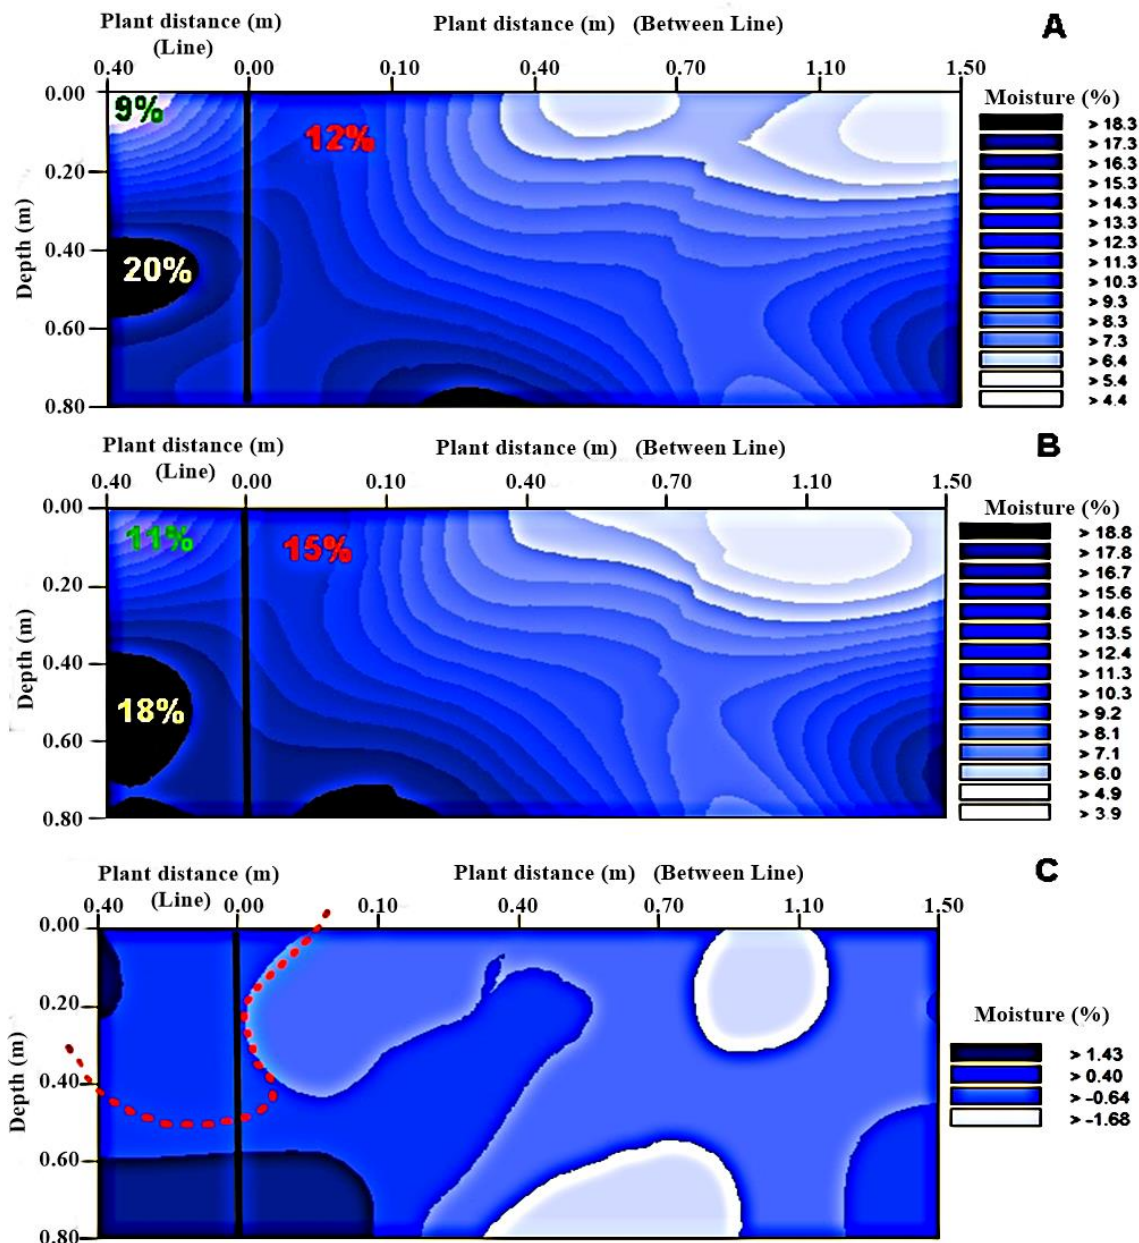 Plant distance (m)
(Line)
Plant distance (m) (Between Line)
A
0.40 0.00 0.10 0.40 0.70 1.10 1.50
0.00
0.20
0.40
0.60
0.80
Depth (m)
9%
12%
20%
Moisture (%)
> 18.3
> 17.3
> 16.3
> 15.3
> 14.3
> 13.3
> 12.3
> 11.3
> 10.3
> 9.3
> 8.3
> 7.3
> 6.4
> 5.4
> 4.4
Plant distance (m)
(Line)
Plant distance (m) (Between Line)
B
0.40 0.00 0.10 0.40 0.70 1.10 1.50
0.00
0.20
0.40
0.60
0.80
Depth (m)
11%
15%
18%
Moisture (%)
> 18.8
> 17.8
> 16.7
> 15.6
> 14.6
> 13.5
> 12.4
> 11.3
> 10.3
> 9.2
> 8.1
> 7.1
> 6.0
> 4.9
> 3.9
Plant distance (m)
(Line)
Plant distance (m) (Between Line)
C
0.40 0.00 0.10 0.40 0.70 1.10 1.50
0.00
0.20
0.40
0.60
0.80
Depth (m)
Moisture (%)
> 1.43
> 0.40
> -0.64
> -1.68